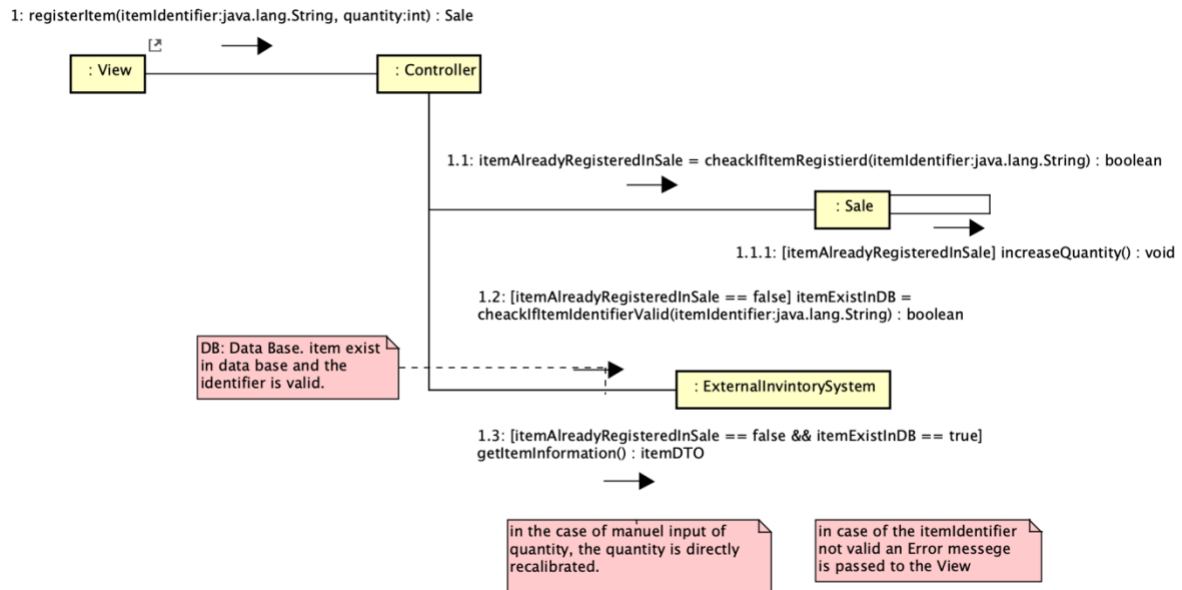 1: registerItem(itemIdentifier:java.lang.String, quantity:int) : Sale
: View
: Controller
1.1: itemAlreadyRegisteredInSale = cheackIfItemRegistierd(itemIdentifier:java.lang.String) : boolean
: Sale
1.1.1: [itemAlreadyRegisteredInSale] increaseQuantity() : void
1.2: [itemAlreadyRegisteredInSale == false] itemExistInDB =
cheackIfItemIdentifierValid(itemIdentifier:java.lang.String) : boolean
DB: Data Base. item exist
in data base and the
identifier is valid.
: ExternalInvintorySystem
1.3: [itemAlreadyRegisteredInSale == false && itemExistInDB == true]
getItemInformation() : itemDTO
in the case of manuel input of
quantity, the quantity is directly
recalibrated.
in case of the itemIdentifier
not valid an Error messege
is passed to the View